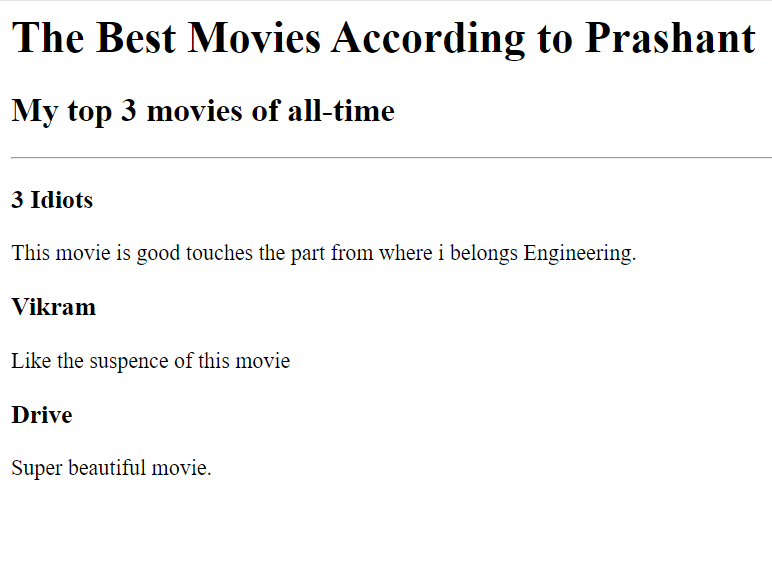 The Best Movies According to Prashant
My top 3 movies of all-time
3 Idiots
This movie is good touches the part from where i belongs Engineering.
Vikram
Like the suspence of this movie
Drive
Super beautiful movie.